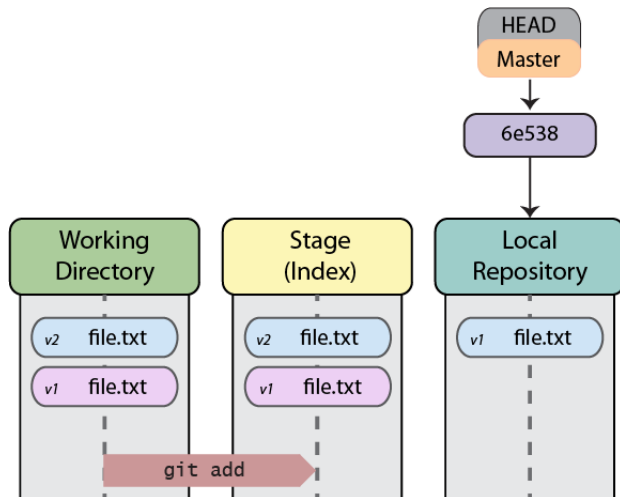 HEAD
Master
6e538
Working
Directory
Stage
(Index)
Local
Repository
v2 file.txt
v2 file.txt
v1 file.txt
v1 file.txt
v1 file.txt
git add